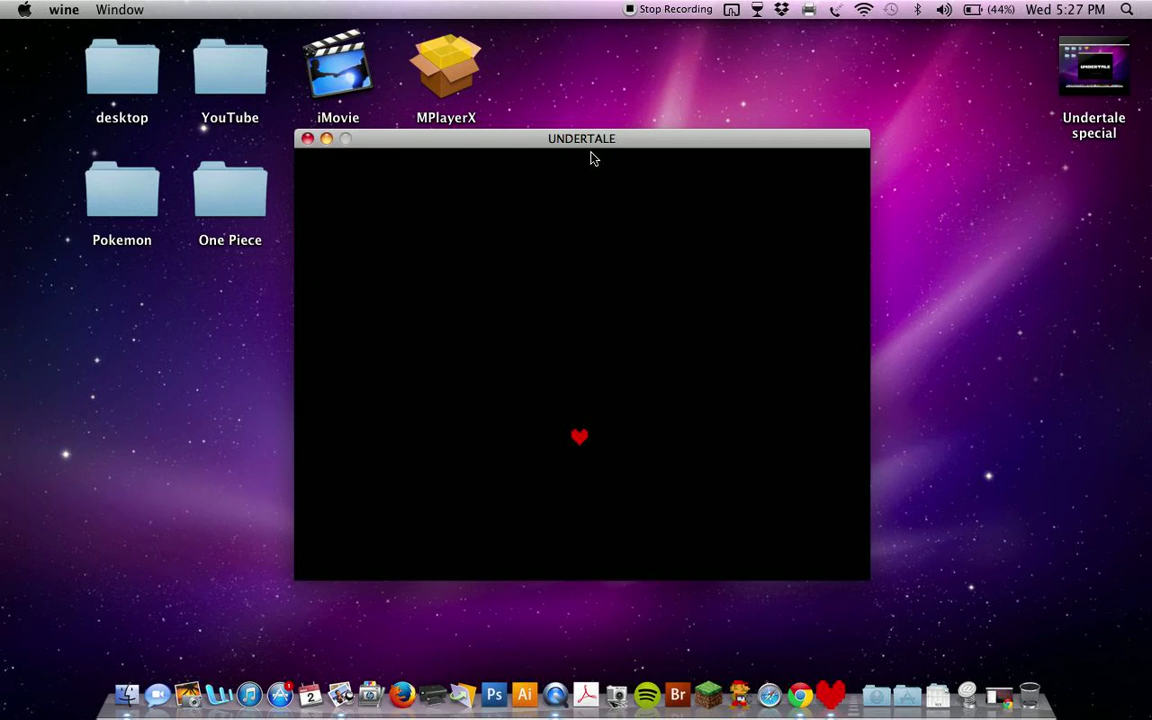 wine Window Stop Recording (44%) Wed 5:27 PM
desktop YouTube iMovie MPlayerX
Undertale
special
UNDERTALE
Pokemon One Piece
Ps Ai Br